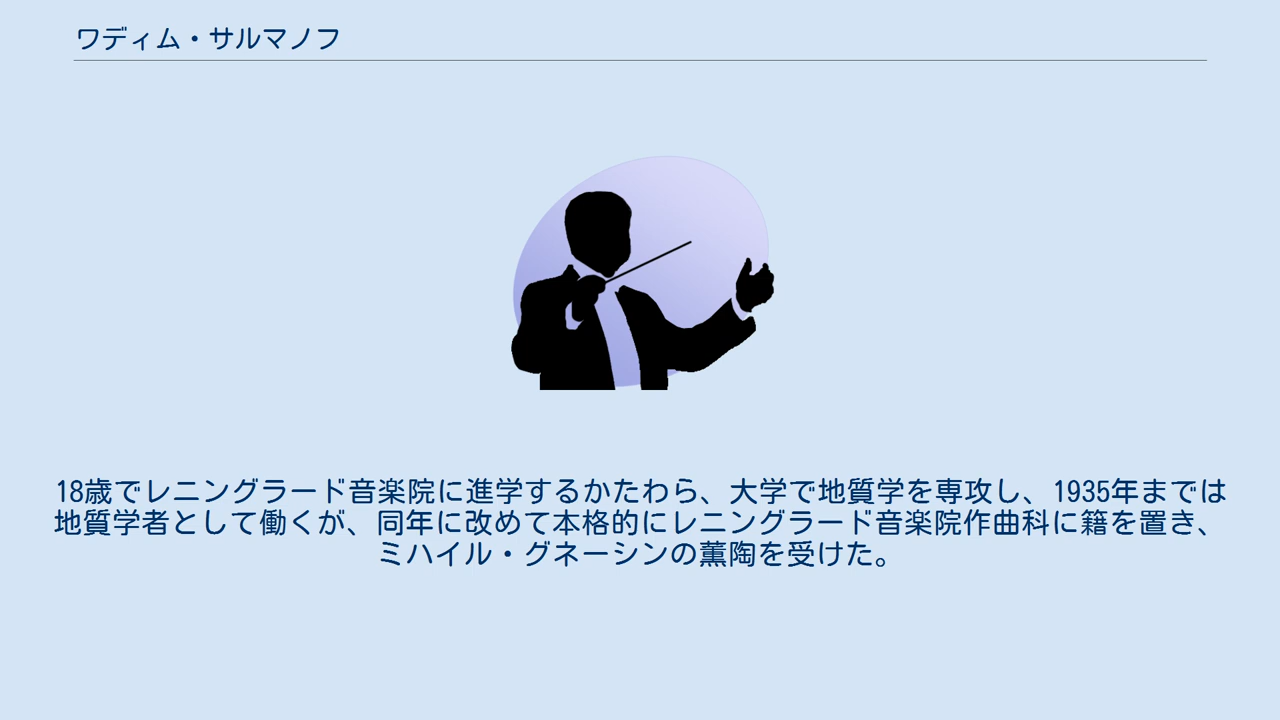 ワディム・サルマノフ
18歳でレニングラード音楽院に進学するかたわら、大学で地質学を専攻し、1935年までは
地質学者として働くが、同年に改めて本格的にレニングラード音楽院作曲科に籍を置き、
ミハイル・グネーシンの薫陶を受けた。